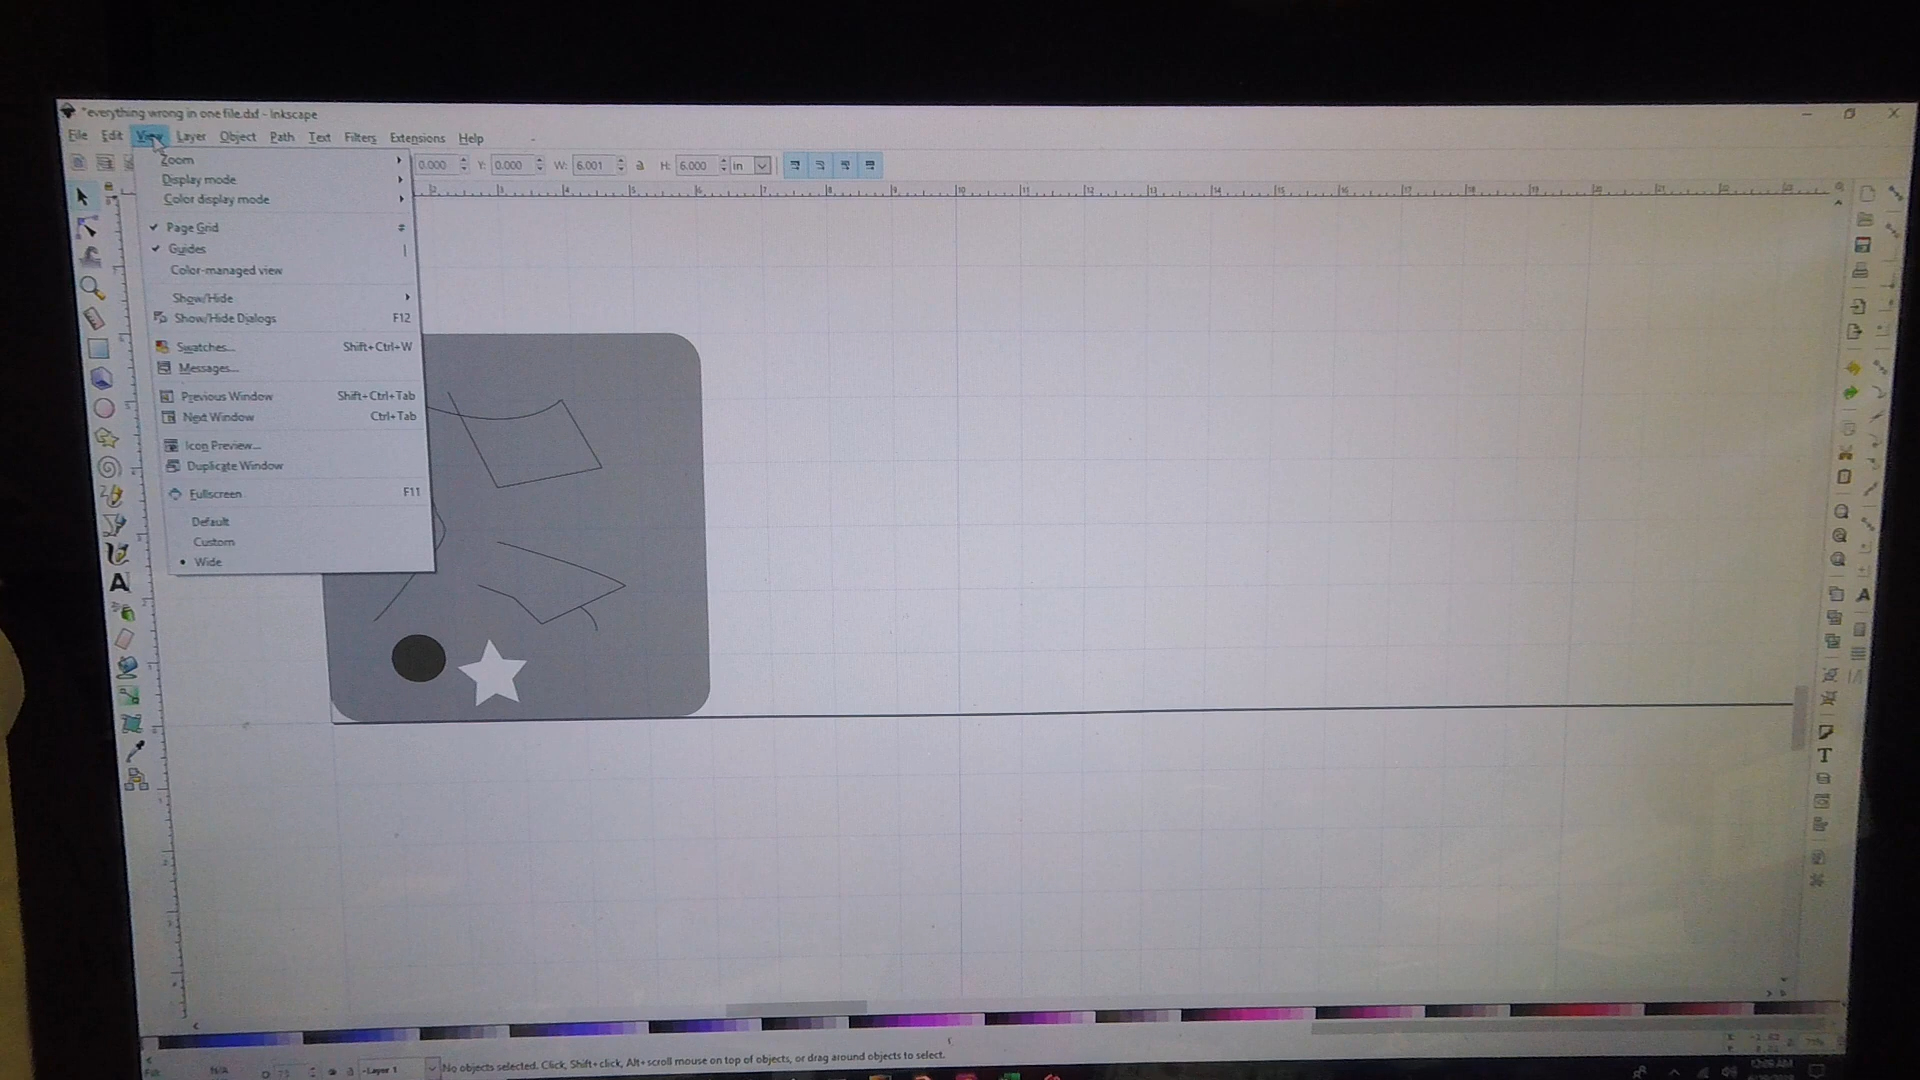 *everything wrong in one file.dxf - Inkscape
File Edit View Layer Object Path Text Filters Extensions Help
0.000 Y: 0.000 W: 6.001 H: 6.000 in
Zoom
Display mode
Color display mode
Page Grid #
Guides |
Color-managed view
Show/Hide
Show/Hide Dialogs F12
Swatches... Shift+Ctrl+W
Messages...
Previous Window Shift+Ctrl+Tab
Next Window Ctrl+Tab
Icon Preview...
Duplicate Window
Fullscreen F11
Default
Custom
Wide
A
A
T
N/A
-Layer 1
No objects selected. Click, Shift+click, Alt+scroll mouse on top of objects, or drag around objects to select.